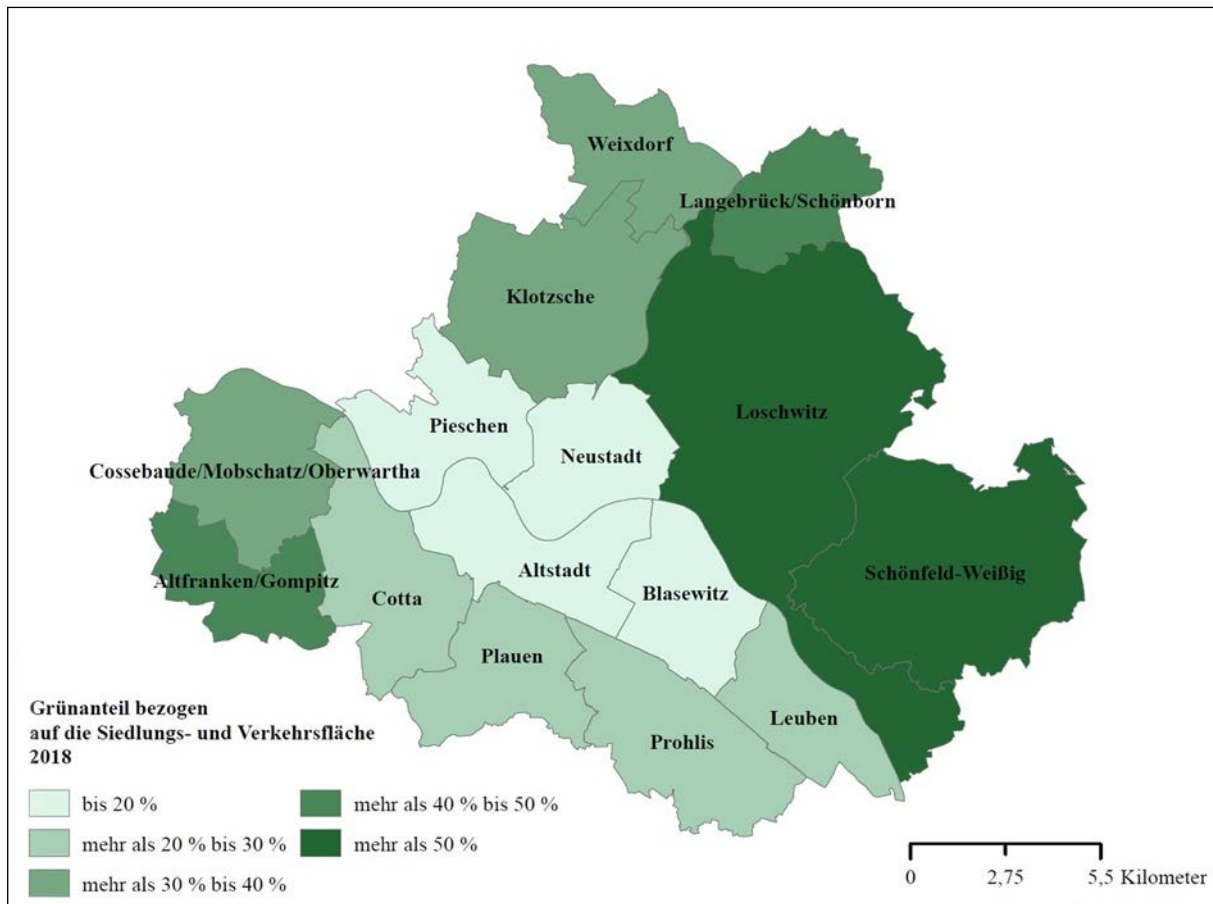 Weixdorf
Langebrück/Schönborn
Klotzsche
Loschwitz
Pieschen
Neustadt
Cossebaude/Mobschatz/Oberwartha
Altstadt
Schönfeld-Weißig
Altfranken/Gompitz
Blasewitz
Cotta
Plauen
Leuben
Prohlis
Grünanteil bezogen
auf die Siedlungs- und Verkehrsfläche
2018
bis 20 %
mehr als 20 % bis 30 %
mehr als 30 % bis 40 %
mehr als 40 % bis 50 %
mehr als 50 %
0 2,75 5,5 Kilometer